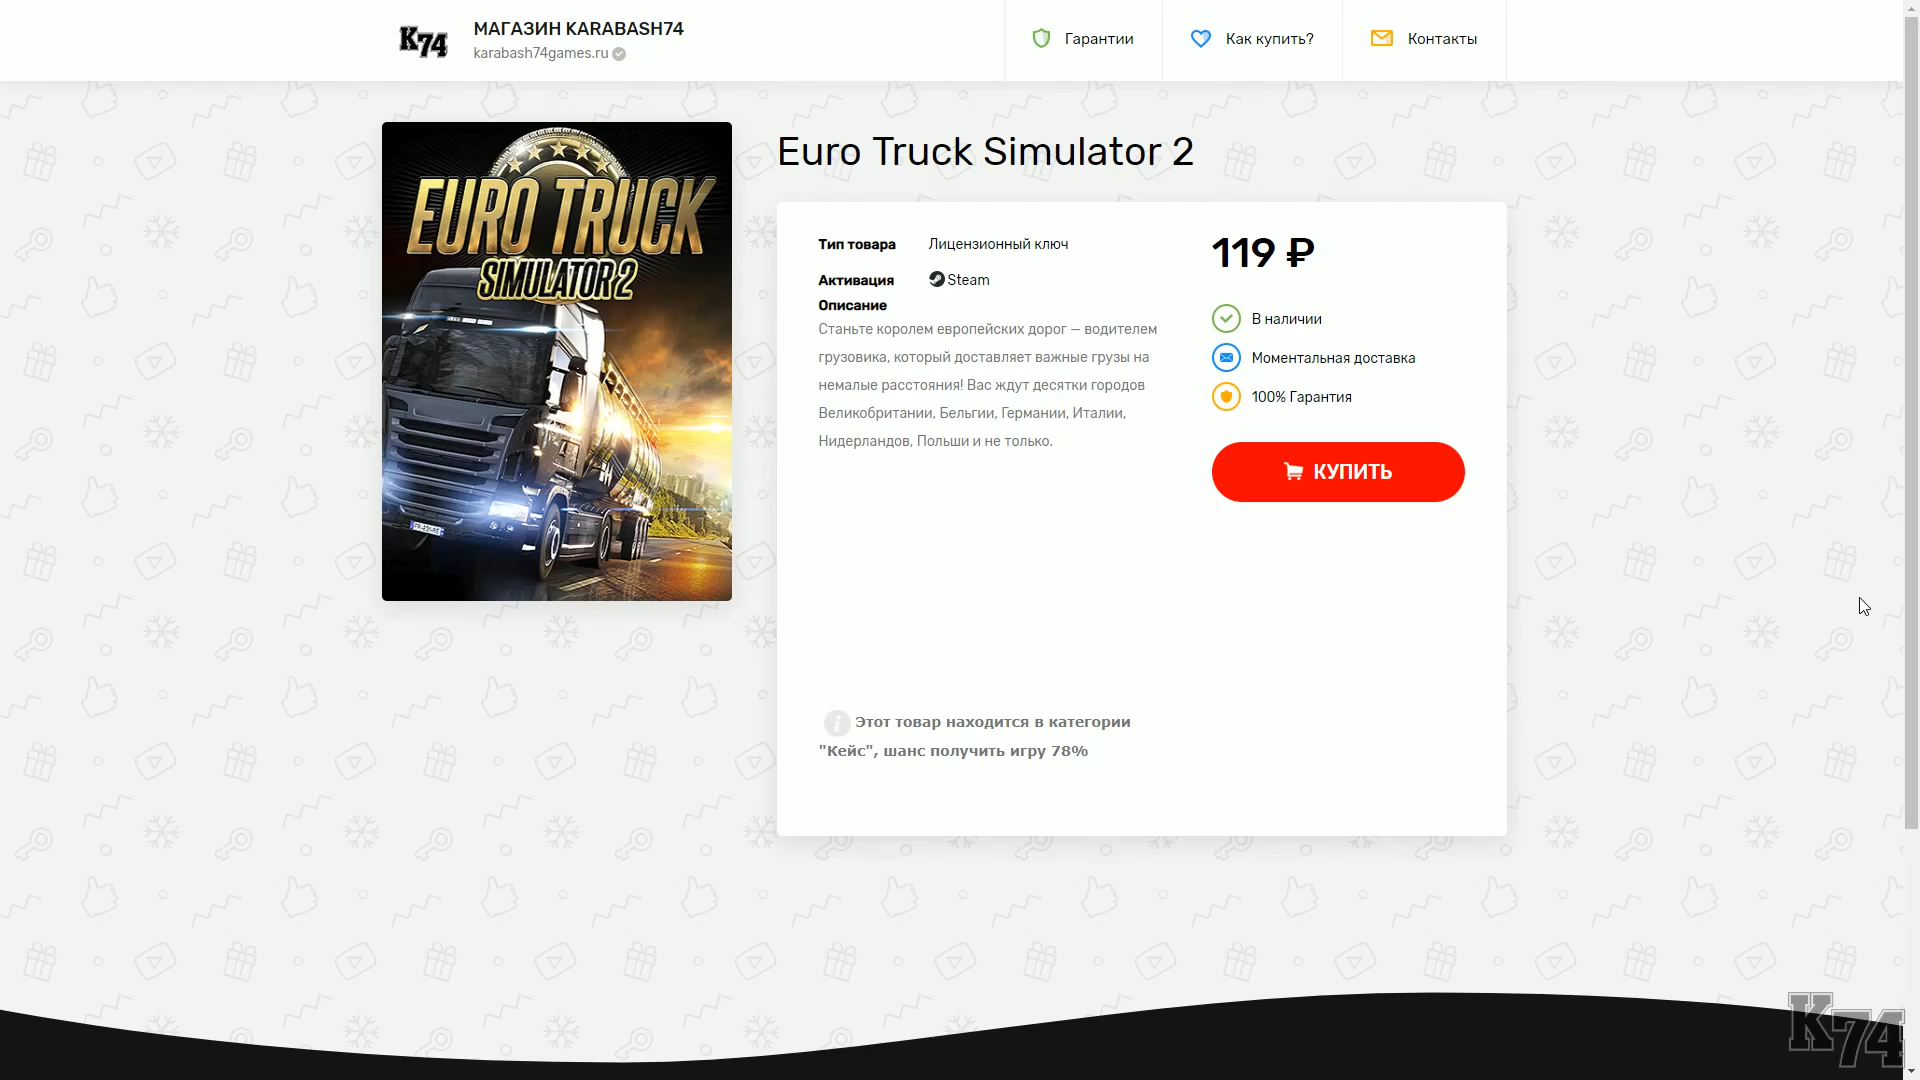 K74
МАГАЗИН KARABASH74
karabash74games.ru
Гарантии
Как купить?
Контакты
EURO TRUCK
SIMULATOR 2
Euro Truck Simulator 2
Тип товара Лицензионный ключ
Активация Steam
Описание
Станьте королем европейских дорог — водителем
грузовика, который доставляет важные грузы на
немалые расстояния! Вас ждут десятки городов
Великобритании, Бельгии, Германии, Италии,
Нидерландов, Польши и не только.
119 ₽
В наличии
Моментальная доставка
100% Гарантия
КУПИТЬ
Этот товар находится в категории
"Кейс", шанс получить игру 78%
K74